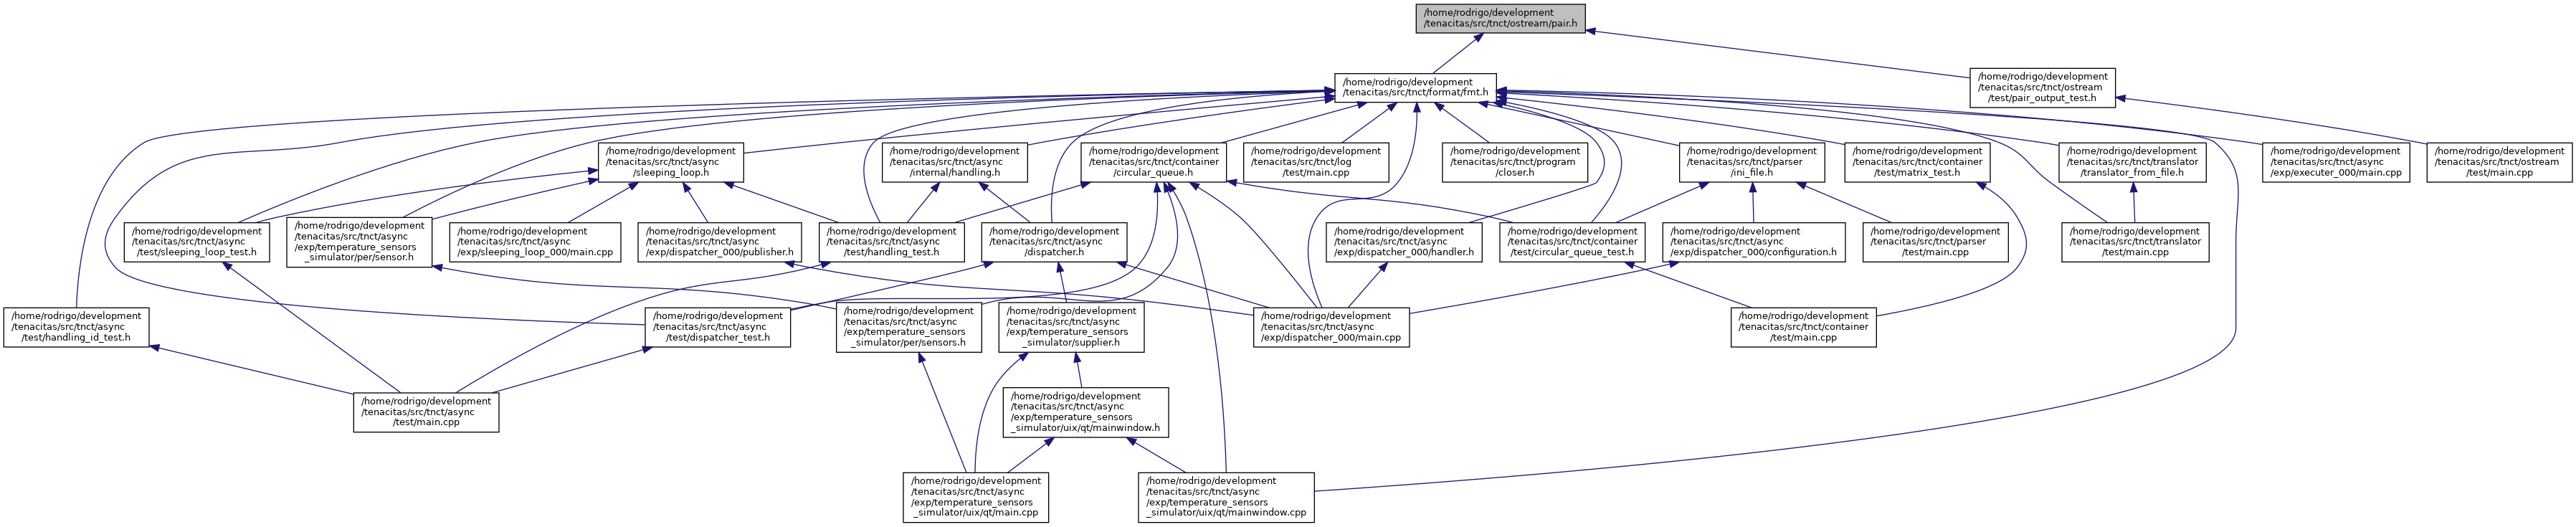 /home/rodrigo/development
/tenacitas/src/tnct/ostream/pair.h
/home/rodrigo/development
/tenacitas/src/tnct/format/fmt.h
/home/rodrigo/development
/tenacitas/src/tnct/ostream
/test/pair_output_test.h
/home/rodrigo/development
/tenacitas/src/tnct/async
/sleeping_loop.h
/home/rodrigo/development
/tenacitas/src/tnct/async
/internal/handling.h
/home/rodrigo/development
/tenacitas/src/tnct/container
/circular_queue.h
/home/rodrigo/development
/tenacitas/src/tnct/log
/test/main.cpp
/home/rodrigo/development
/tenacitas/src/tnct/program
/closer.h
/home/rodrigo/development
/tenacitas/src/tnct/parser
/ini_file.h
/home/rodrigo/development
/tenacitas/src/tnct/container
/test/matrix_test.h
/home/rodrigo/development
/tenacitas/src/tnct/translator
/translator_from_file.h
/home/rodrigo/development
/tenacitas/src/tnct/async
/exp/executer_000/main.cpp
/home/rodrigo/development
/tenacitas/src/tnct/ostream
/test/main.cpp
/home/rodrigo/development
/tenacitas/src/tnct/async
/test/sleeping_loop_test.h
/home/rodrigo/development
/tenacitas/src/tnct/async
/exp/temperature_sensors
_simulator/per/sensor.h
/home/rodrigo/development
/tenacitas/src/tnct/async
/exp/sleeping_loop_000/main.cpp
/home/rodrigo/development
/tenacitas/src/tnct/async
/exp/dispatcher_000/publisher.h
/home/rodrigo/development
/tenacitas/src/tnct/async
/test/handling_test.h
/home/rodrigo/development
/tenacitas/src/tnct/async
/dispatcher.h
/home/rodrigo/development
/tenacitas/src/tnct/async
/exp/dispatcher_000/handler.h
/home/rodrigo/development
/tenacitas/src/tnct/container
/test/circular_queue_test.h
/home/rodrigo/development
/tenacitas/src/tnct/async
/exp/dispatcher_000/configuration.h
/home/rodrigo/development
/tenacitas/src/tnct/parser
/test/main.cpp
/home/rodrigo/development
/tenacitas/src/tnct/translator
/test/main.cpp
/home/rodrigo/development
/tenacitas/src/tnct/async
/test/handling_id_test.h
/home/rodrigo/development
/tenacitas/src/tnct/async
/test/dispatcher_test.h
/home/rodrigo/development
/tenacitas/src/tnct/async
/exp/temperature_sensors
_simulator/per/sensors.h
/home/rodrigo/development
/tenacitas/src/tnct/async
/exp/temperature_sensors
_simulator/supplier.h
/home/rodrigo/development
/tenacitas/src/tnct/async
/exp/dispatcher_000/main.cpp
/home/rodrigo/development
/tenacitas/src/tnct/container
/test/main.cpp
/home/rodrigo/development
/tenacitas/src/tnct/async
/test/main.cpp
/home/rodrigo/development
/tenacitas/src/tnct/async
/exp/temperature_sensors
_simulator/uix/qt/mainwindow.h
/home/rodrigo/development
/tenacitas/src/tnct/async
/exp/temperature_sensors
_simulator/uix/qt/main.cpp
/home/rodrigo/development
/tenacitas/src/tnct/async
/exp/temperature_sensors
_simulator/uix/qt/mainwindow.cpp